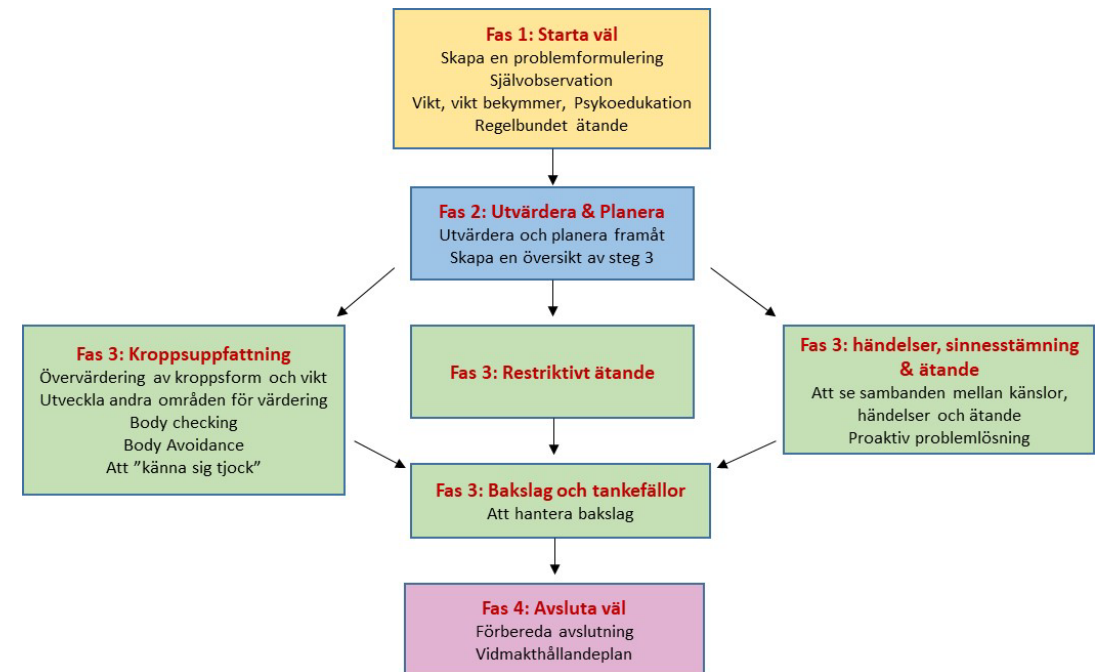 Fas 1: Starta väl
Skapa en problemformulering
Självobservation
Vikt, vikt bekymmer, Psykoedukation
Regelbundet ätande
Fas 2: Utvärdera & Planera
Utvärdera och planera framåt
Skapa en översikt av steg 3
Fas 3: Kroppsuppfattning
Övervärdering av kroppsform och vikt
Utveckla andra områden för värdering
Body checking
Body Avoidance
Att ”känna sig tjock”
Fas 3: Restriktivt ätande
Fas 3: händelser, sinnesstämning
& ätande
Att se sambanden mellan känslor,
händelser och ätande
Proaktiv problemlösning
Fas 3: Bakslag och tankefällor
Att hantera bakslag
Fas 4: Avsluta väl
Förbereda avslutning
Vidmakthållandeplan